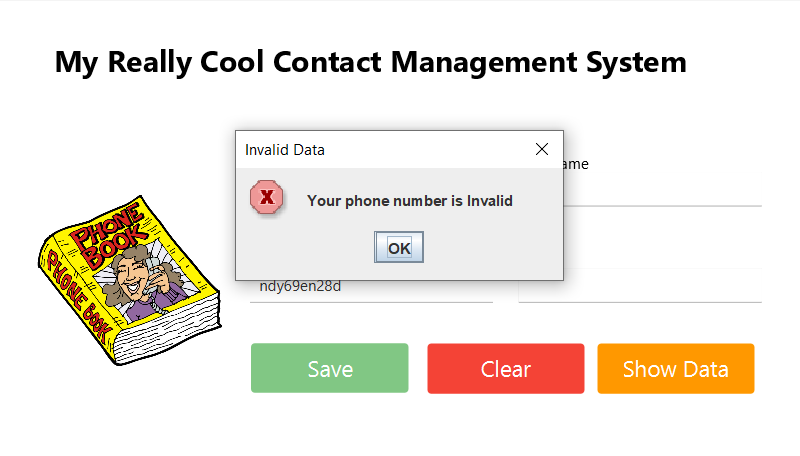 My Really Cool Contact Management System
Invalid Data
ame
Your phone number is Invalid
OK
ndy69en28d
PHONE
BOOK
PHONE BOOK
Save
Clear
Show Data